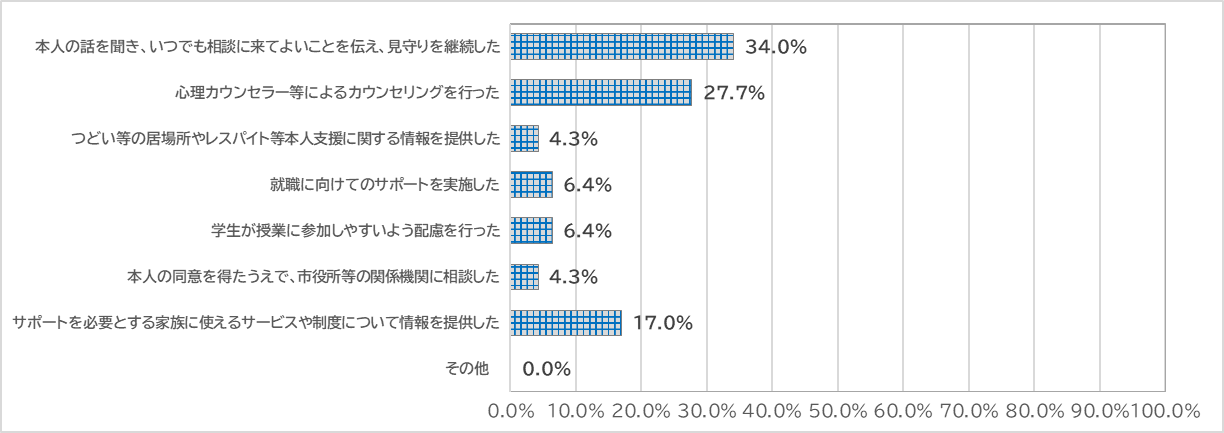 本人の話を聞き、いつでも相談に来てよいことを伝え、見守りを継続した 34.0%
心理カウンセラー等によるカウンセリングを行った 27.7%
つどい等の居場所やレスパイト等本人支援に関する情報を提供した 4.3%
就職に向けてのサポートを実施した 6.4%
学生が授業に参加しやすいよう配慮を行った 6.4%
本人の同意を得たうえで、市役所等の関係機関に相談した 4.3%
サポートを必要とする家族に使えるサービスや制度について情報を提供した 17.0%
その他 0.0%
0.0% 10.0% 20.0% 30.0% 40.0% 50.0% 60.0% 70.0% 80.0% 90.0% 100.0%